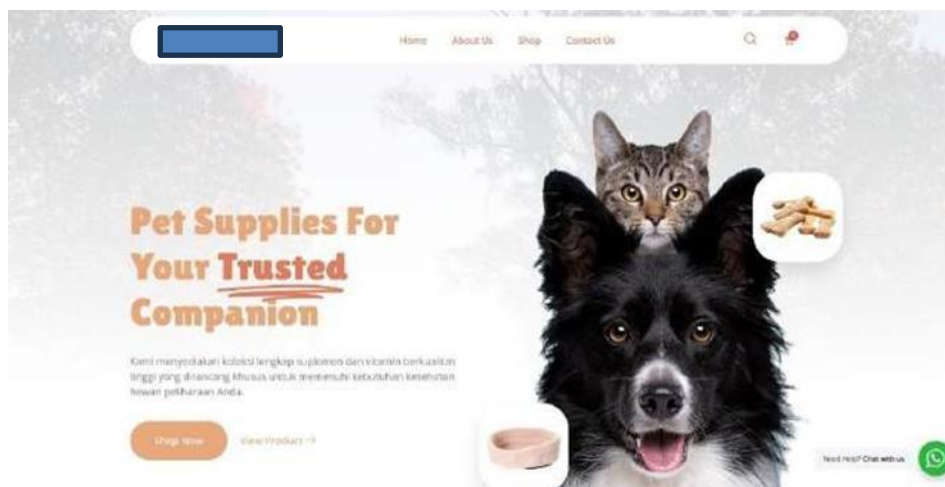 Home About Us Shop Contact Us
0
Pet Supplies For
Your Trusted
Companion
Kami menyediakan koleksi lengkap suplemen dan vitamin berkualitas
tinggi yang dirancang khusus untuk memenuhi kebutuhan kesehatan
hewan peliharaan Anda.
Shop Now View Product →
Need Help? Chat with us